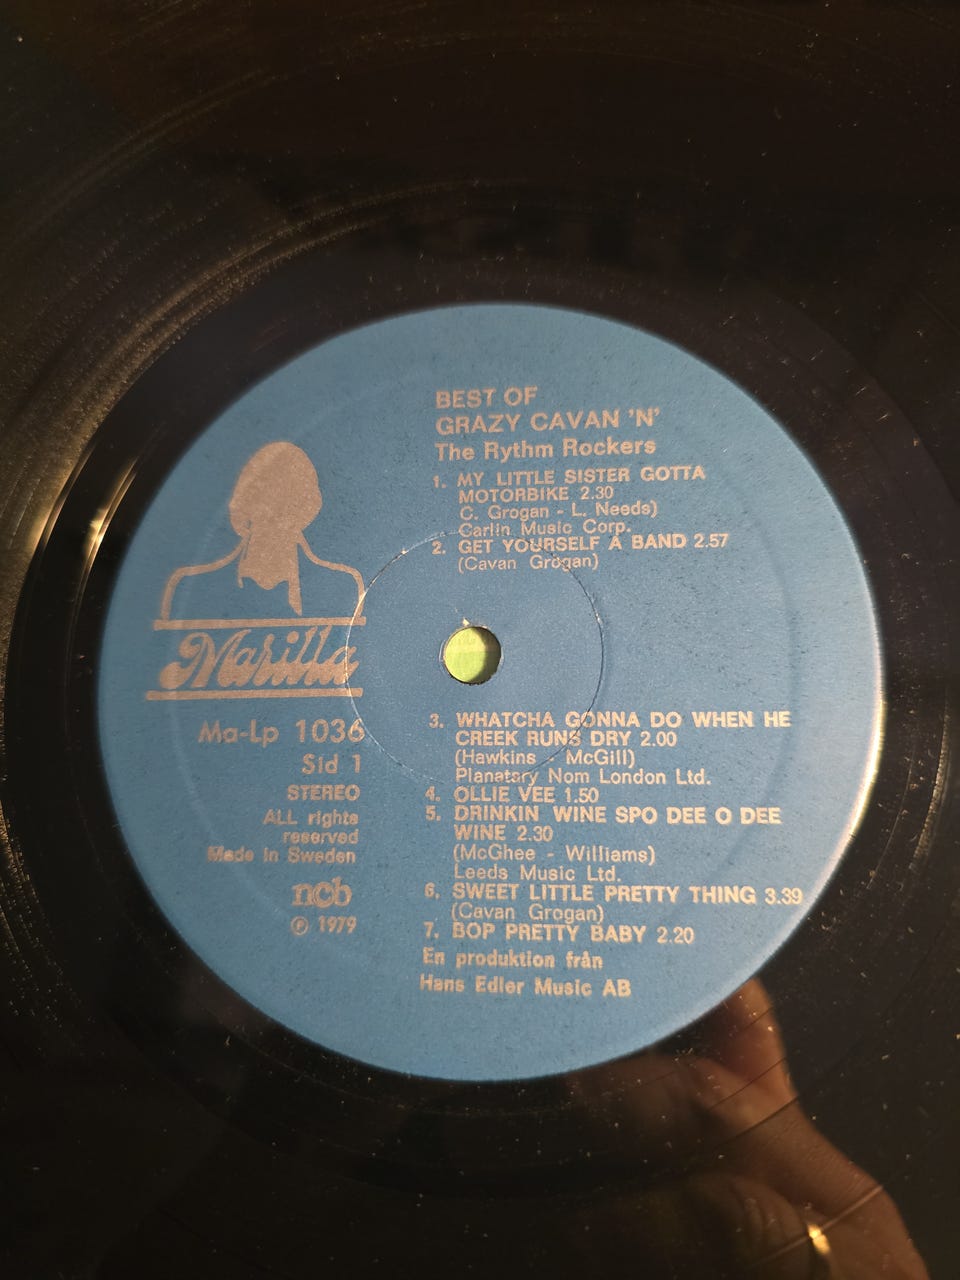 BEST OF
GRAZY CAVAN 'N'
The Rythm Rockers
1. MY LITTLE SISTER GOTTA
MOTORBIKE 2.30
C. Grogan - L. Needs)
Carlin Music Corp.
2. GET YOURSELF A BAND 2.57
(Cavan Grogan)
Marilla
Ma-Lp 1036
Sid 1
STEREO
ALL rights
reserved
Made in Sweden
ncb
Ⓟ 1979
3. WHATCHA GONNA DO WHEN HE
CREEK RUNS DRY 2.00
(Hawkins - McGill)
Planatary Nom London Ltd.
4. OLLIE VEE 1.50
5. DRINKIN WINE SPO DEE O DEE
WINE 2.30
(McGhee - Williams)
Leeds Music Ltd.
6. SWEET LITTLE PRETTY THING 3.39
(Cavan Grogan)
7. BOP PRETTY BABY 2.20
En produktion från
Hans Edler Music AB